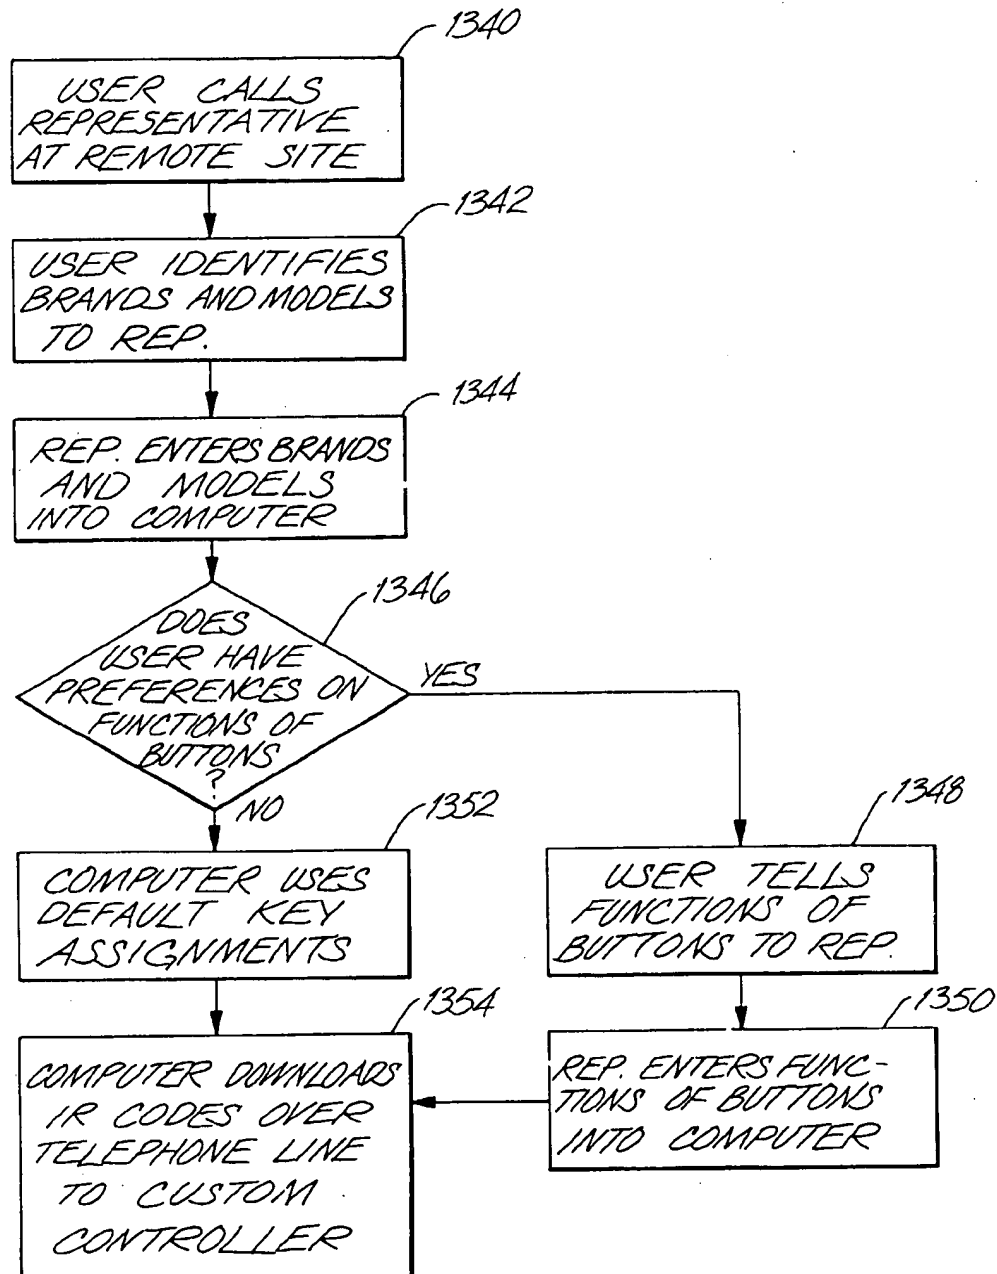 1340
USER CALLS
REPRESENTATIVE
AT REMOTE SITE
1342
USER IDENTIFIES
BRANDS AND MODELS
TO REP.
1344
REP. ENTERS BRANDS
AND MODELS
INTO COMPUTER
1346
DOES
USER HAVE
PREFERENCES ON
FUNCTIONS OF
BUTTONS
?
YES
NO
1352
COMPUTER USES
DEFAULT KEY
ASSIGNMENTS
1348
USER TELLS
FUNCTIONS OF
BUTTONS TO REP.
1350
REP. ENTERS FUNC-
TIONS OF BUTTONS
INTO COMPUTER
1354
COMPUTER DOWNLOADS
IR CODES OVER
TELEPHONE LINE
TO CUSTOM
CONTROLLER